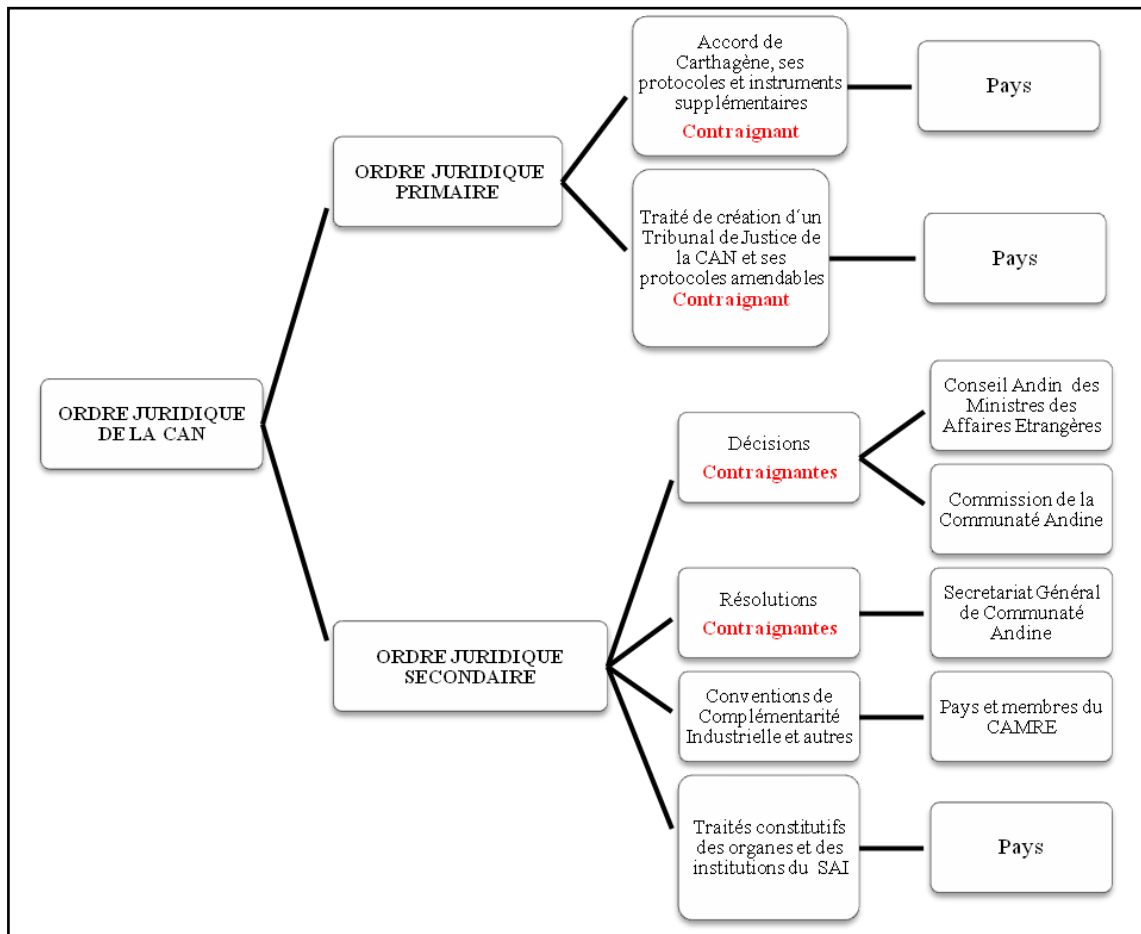 ORDRE JURIDIQUE
DE LA CAN
ORDRE JURIDIQUE
PRIMAIRE
Accord de
Carthagène, ses
protocoles et instruments
supplémentaires
Contraignant
Pays
Traité de création d´un
Tribunal de Justice de
la CAN et ses
protocoles amendables
Contraignant
Pays
ORDRE JURIDIQUE
SECONDAIRE
Décisions
Contraignantes
Conseil Andin des
Ministres des
Affaires Etrangères
Commission de la
Communaté Andine
Résolutions
Contraignantes
Secretariat Général
de Communaté
Andine
Conventions de
Complémentarité
Industrielle et autres
Pays et membres du
CAMRE
Traités constitutifs
des organes et des
institutions du SAI
Pays